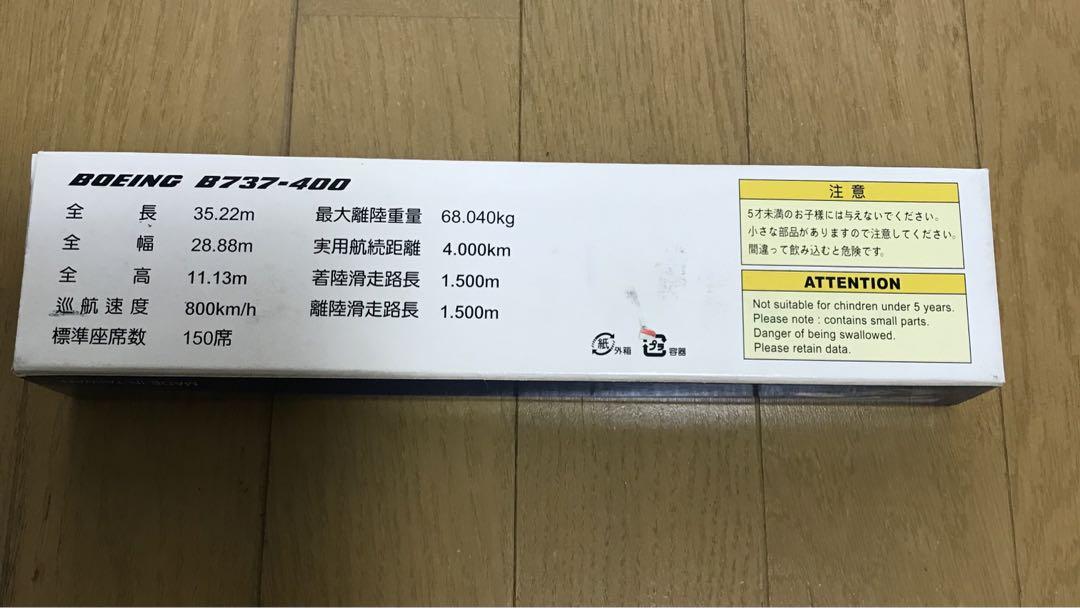 BOEING B737-400
全長 35.22m 最大離陸重量 68.040kg
全幅 28.88m 実用航続距離 4.000km
全高 11.13m 着陸滑走路長 1.500m
巡航速度 800km/h 離陸滑走路長 1.500m
標準座席数 150席
紙 外箱 プラ 容器
注意
5才未満のお子様には与えないでください。
小さな部品がありますので注意してください。
間違って飲み込むと危険です。
ATTENTION
Not suitable for chindren under 5 years.
Please note : contains small parts.
Danger of being swallowed.
Please retain data.
MADE IN TAIWAN